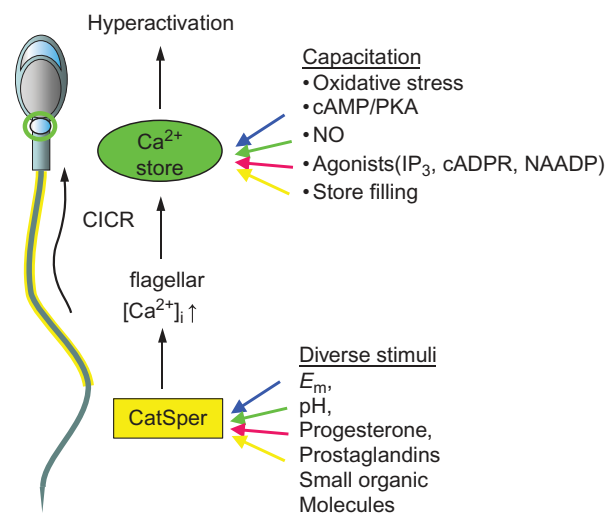 Hyperactivation
Capacitation
• Oxidative stress
• cAMP/PKA
• NO
• Agonists(IP₃, cADPR, NAADP)
• Store filling
Ca²⁺
store
CICR
flagellar
[Ca²⁺]ᵢ ↑
CatSper
Diverse stimuli
Eₘ,
pH,
Progesterone,
Prostaglandins
Small organic
Molecules